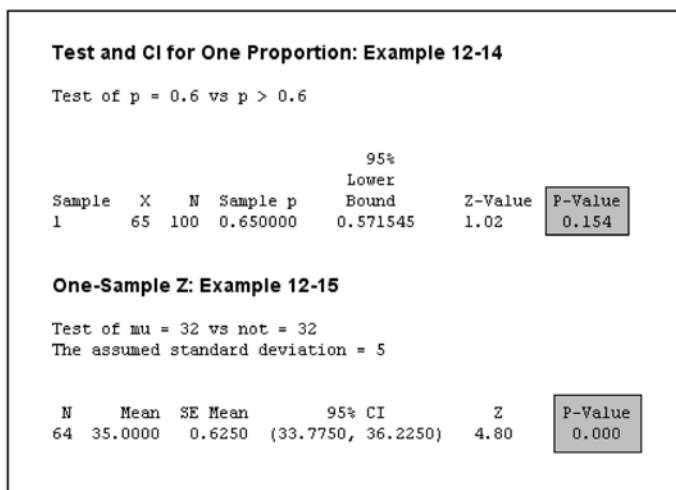 Test and CI for One Proportion: Example 12-14
Test of p = 0.6 vs p > 0.6
95%
Lower
Sample X N Sample p Bound Z-Value P-Value
1 65 100 0.650000 0.571545 1.02 0.154
One-Sample Z: Example 12-15
Test of mu = 32 vs not = 32
The assumed standard deviation = 5
N Mean SE Mean 95% CI Z P-Value
64 35.0000 0.6250 (33.7750, 36.2250) 4.80 0.000